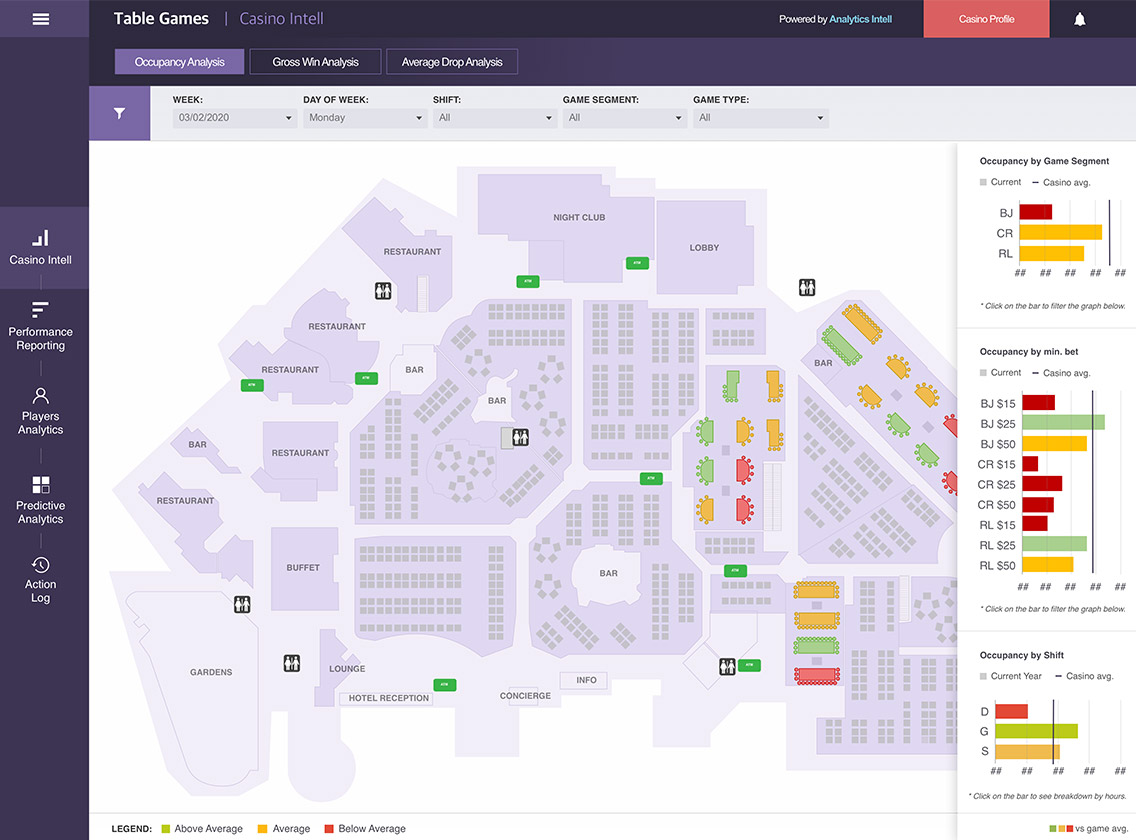 Table Games | Casino Intell
Powered by Analytics Intell
Casino Profile
Occupancy Analysis
Gross Win Analysis
Average Drop Analysis
WEEK:
03/02/2020
DAY OF WEEK:
Monday
SHIFT:
All
GAME SEGMENT:
All
GAME TYPE:
All
Casino Intell
Performance
Reporting
Players
Analytics
Predictive
Analytics
Action
Log
NIGHT CLUB
LOBBY
RESTAURANT
ATM
ATM
RESTAURANT
RESTAURANT
BAR
BAR
ATM
ATM
BAR
BAR
RESTAURANT
ATM
RESTAURANT
BUFFET
BAR
ATM
GARDENS
LOUNGE
ATM
INFO
ATM
HOTEL RECEPTION
CONCIERGE
Occupancy by Game Segment
Current
Casino avg.
BJ
CR
RL
## ## ## ## ##
* Click on the bar to filter the graph below.
Occupancy by min. bet
Current
Casino avg.
BJ $15
BJ $25
BJ $50
CR $15
CR $25
CR $50
RL $15
RL $25
RL $50
## ## ## ## ##
* Click on the bar to filter the graph below.
Occupancy by Shift
Current Year
Casino avg.
D
G
S
## ## ## ## ##
* Click on the bar to see breakdown by hours.
vs game avg.
LEGEND: Above Average Average Below Average